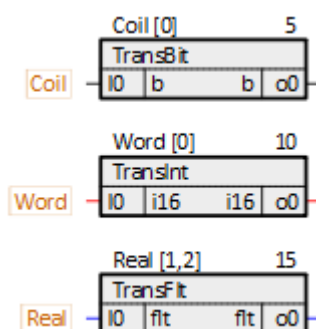 Coil [0] 5
TransBit
Coil I0 b b o0
Word [0] 10
TransInt
Word I0 i16 i16 o0
Real [1,2] 15
TransFlt
Real I0 flt flt o0